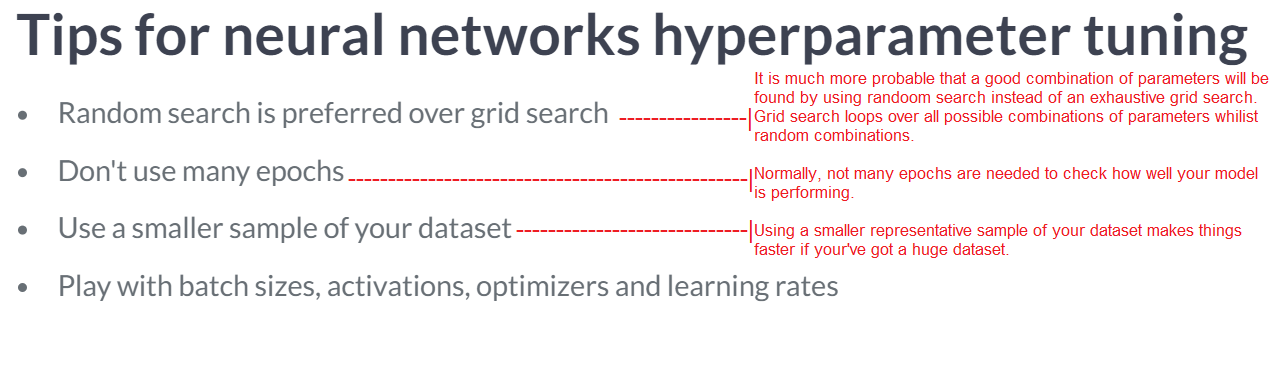 Tips for neural networks hyperparameter tuning
• Random search is preferred over grid search
It is much more probable that a good combination of parameters will be
found by using randoom search instead of an exhaustive grid search.
Grid search loops over all possible combinations of parameters whilst
random combinations.
• Don't use many epochs
Normally, not many epochs are needed to check how well your model
is performing.
• Use a smaller sample of your dataset
Using a smaller representative sample of your dataset makes things
faster if your've got a huge dataset.
• Play with batch sizes, activations, optimizers and learning rates